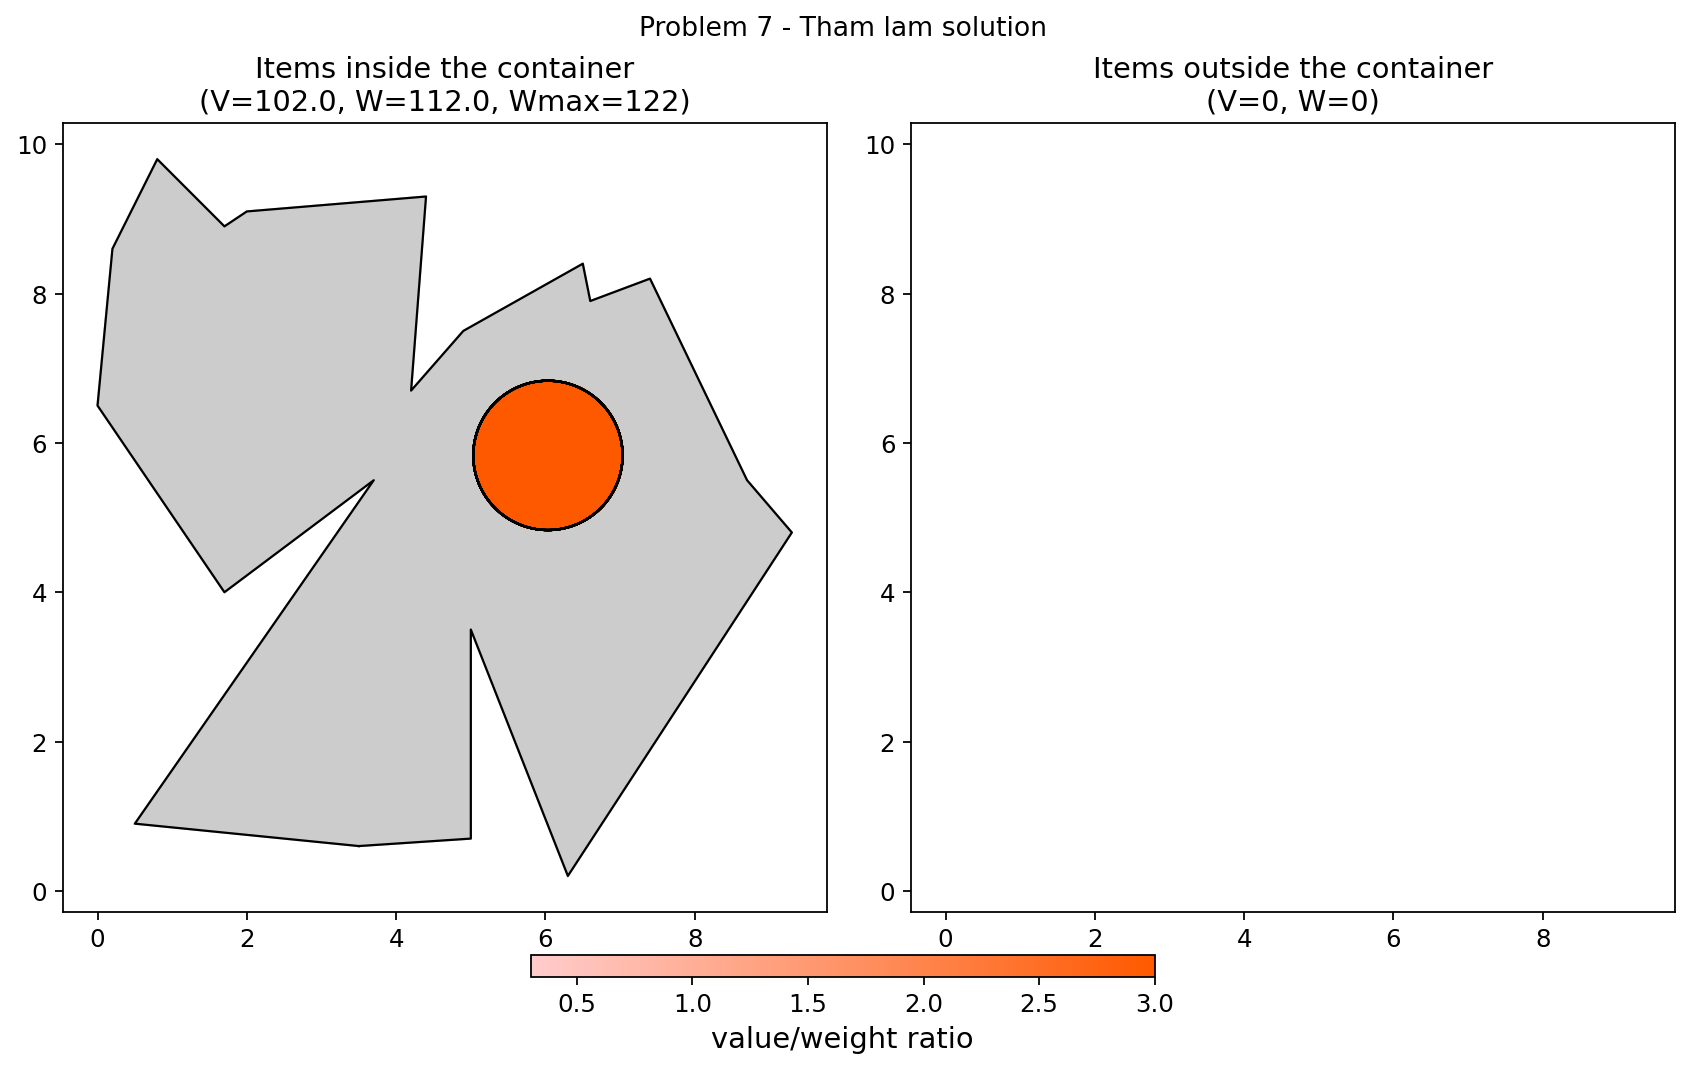 Problem 7 - Tham lam solution
Items inside the container
(V=102.0, W=112.0, Wmax=122)
10
8
6
4
2
0
0 2 4 6 8
Items outside the container
(V=0, W=0)
10
8
6
4
2
0
0 2 4 6 8
0.5 1.0 1.5 2.0 2.5 3.0
value/weight ratio